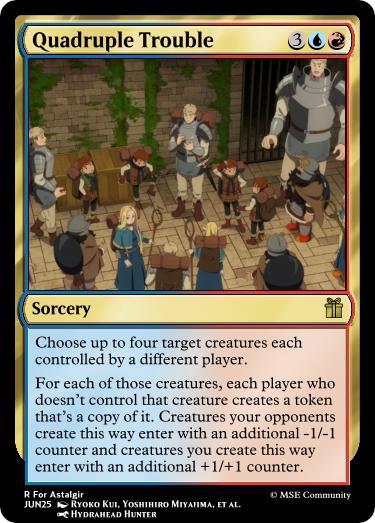 Quadruple Trouble 3
Sorcery
Choose up to four target creatures each
controlled by a different player.
For each of those creatures, each player who
doesn't control that creature creates a token
that's a copy of it. Creatures your opponents
create this way enter with an additional -1/-1
counter and creatures you create this way
enter with an additional +1/+1 counter.
R For Astalgir
JUN25 Ryoko Kui, Yoshihiro Miyajima, et al.
Hydrahead Hunter
© MSE Community